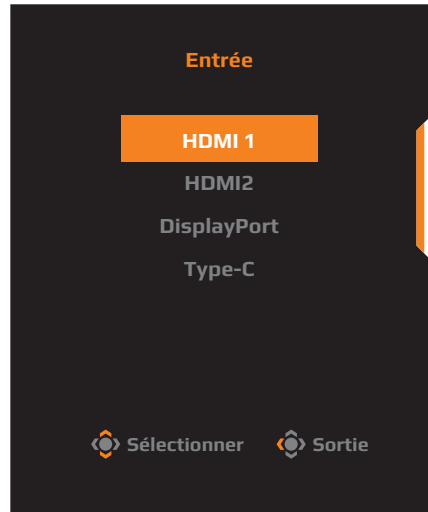 Entrée
HDMI 1
HDMI2
DisplayPort
Type-C
Sélectionner Sortie